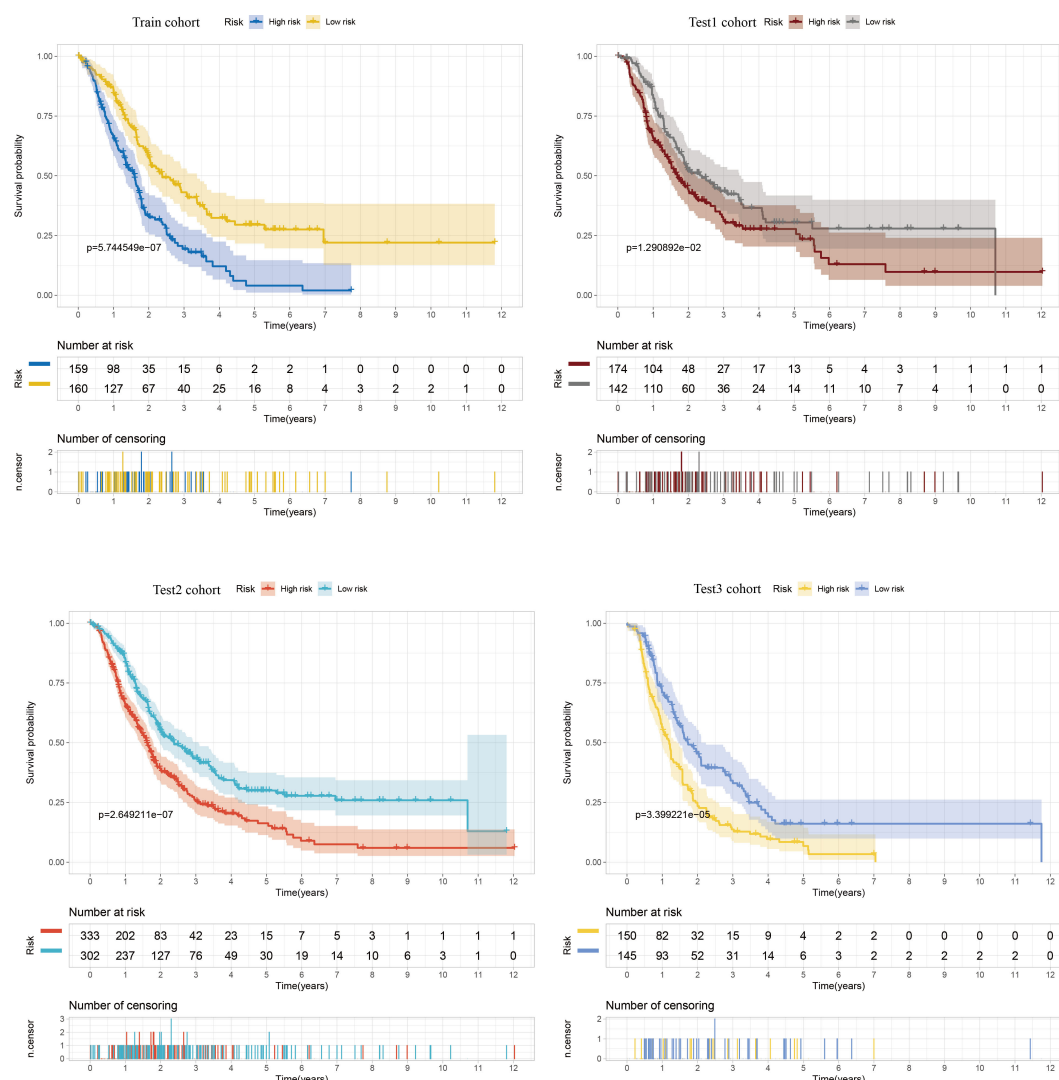 Train cohort Risk High risk Low risk
1.00
0.75
0.50
0.25
0.00
Survival probability
p=5.744549e−07
0 1 2 3 4 5 6 7 8 9 10 11 12
Time(years)
Number at risk
Risk
159 98 35 15 6 2 2 1 0 0 0 0 0
160 127 67 40 25 16 8 4 3 2 2 1 0
0 1 2 3 4 5 6 7 8 9 10 11 12
Time(years)
Number of censoring
n.censor
2
1
0
0 1 2 3 4 5 6 7 8 9 10 11 12
Time(years)
Test1 cohort Risk High risk Low risk
1.00
0.75
0.50
0.25
0.00
Survival probability
p=1.290892e−02
0 1 2 3 4 5 6 7 8 9 10 11 12
Time(years)
Number at risk
Risk
174 104 48 27 17 13 5 4 3 1 1 1 1
142 110 60 36 24 14 11 10 7 4 1 0 0
0 1 2 3 4 5 6 7 8 9 10 11 12
Time(years)
Number of censoring
n.censor
2
1
0
0 1 2 3 4 5 6 7 8 9 10 11 12
Time(years)
Test2 cohort Risk High risk Low risk
1.00
0.75
0.50
0.25
0.00
Survival probability
p=2.649211e−07
0 1 2 3 4 5 6 7 8 9 10 11 12
Time(years)
Number at risk
Risk
333 202 83 42 23 15 7 5 3 1 1 1 1
302 237 127 76 49 30 19 14 10 6 3 1 0
0 1 2 3 4 5 6 7 8 9 10 11 12
Time(years)
Number of censoring
n.censor
3
2
1
0
0 1 2 3 4 5 6 7 8 9 10 11 12
Time(years)
Test3 cohort Risk High risk Low risk
1.00
0.75
0.50
0.25
0.00
Survival probability
p=3.399221e−05
0 1 2 3 4 5 6 7 8 9 10 11 12
Time(years)
Number at risk
Risk
150 82 32 15 9 4 2 2 0 0 0 0 0
145 93 52 31 14 6 3 2 2 2 2 2 0
0 1 2 3 4 5 6 7 8 9 10 11 12
Time(years)
Number of censoring
n.censor
2
1
0
0 1 2 3 4 5 6 7 8 9 10 11 12
Time(years)